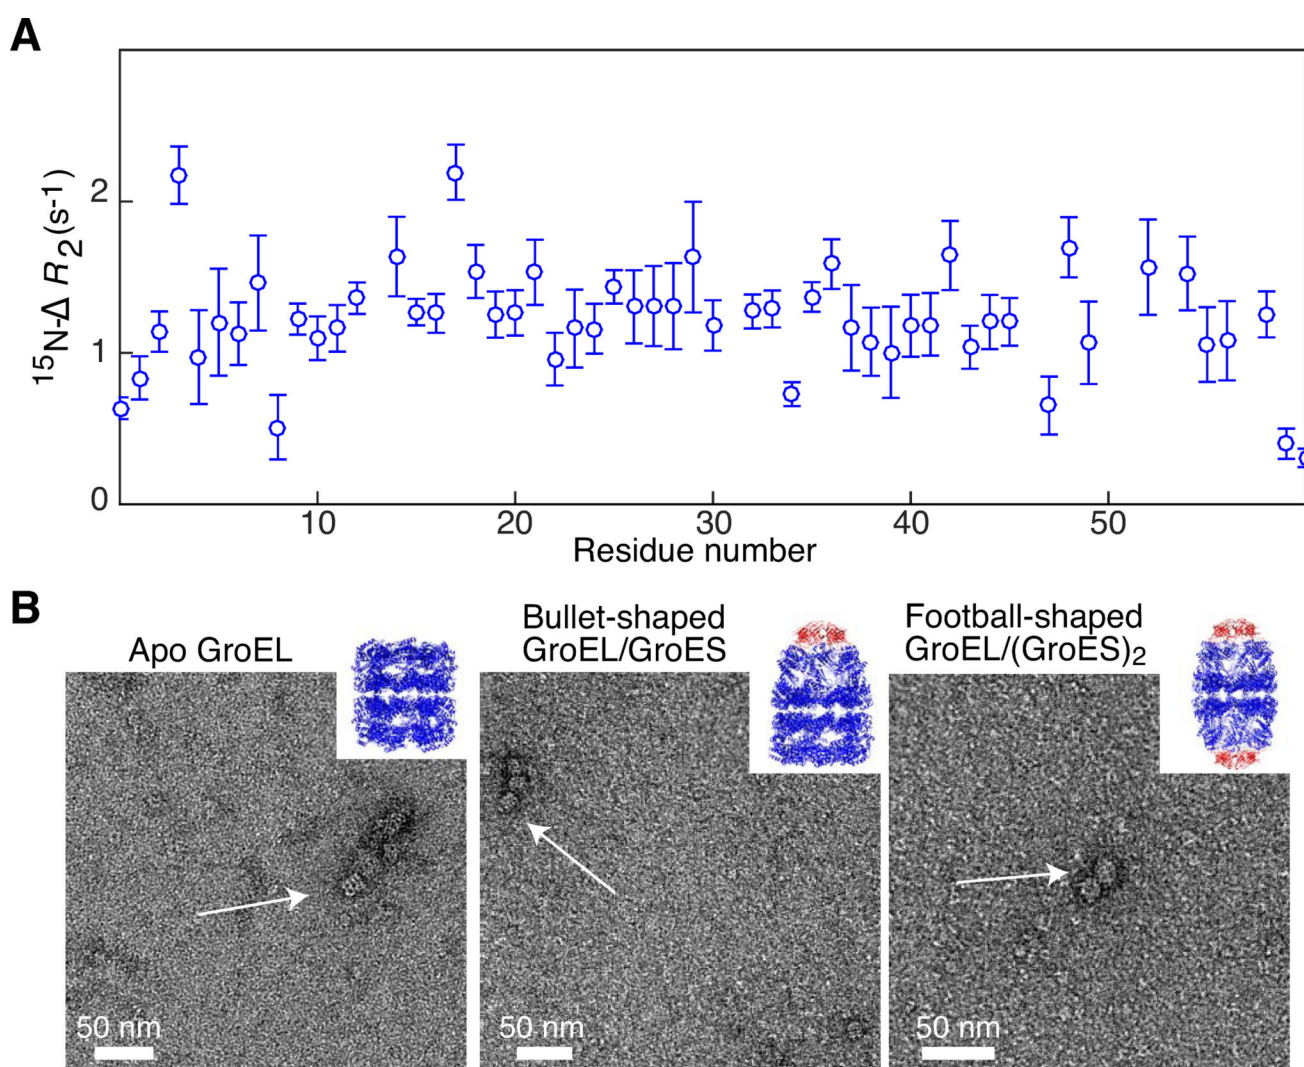 A
¹⁵N-Δ R₂(s⁻¹)
2
1
0
10 20 30 40 50
Residue number
B
Apo GroEL
Bullet-shaped
GroEL/GroES
Football-shaped
GroEL/(GroES)₂
50 nm
50 nm
50 nm